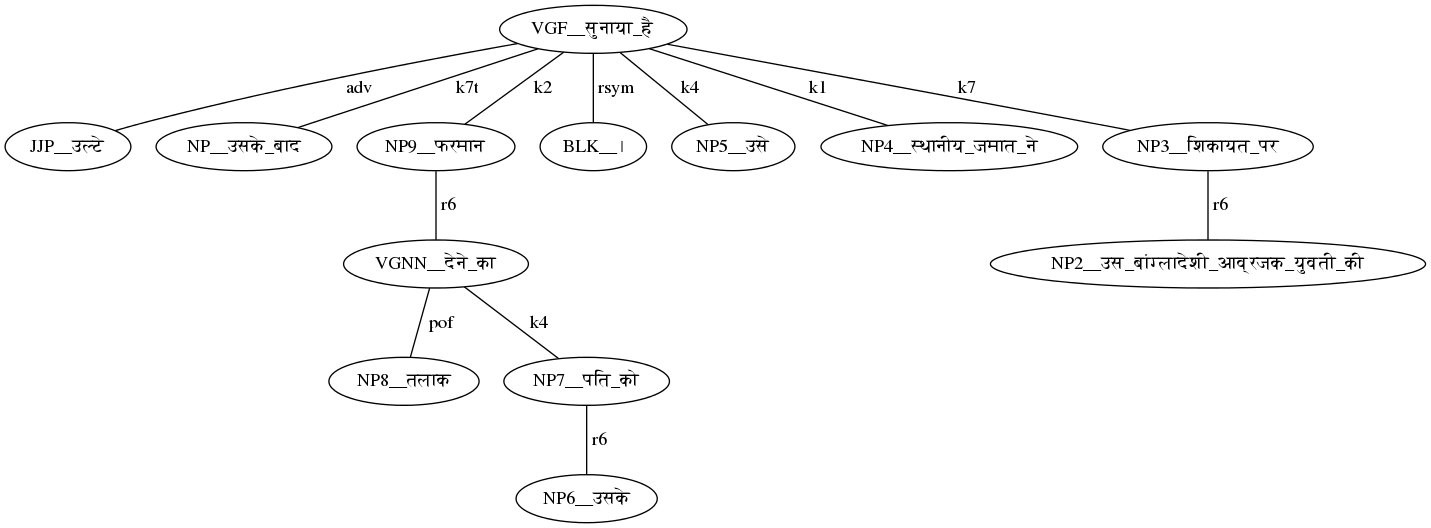 VGF__सुनाया_है
adv k7t k2 rsym k4 k1 k7
JJP__उल्टे NP__उसके_बाद NP9__फरमान BLK__। NP5__उसे NP4__स्थानीय_जमात_ने NP3__शिकायत_पर
r6 r6
VGNN__देने_का NP2__उस_बांग्लादेशी_आव्रजक_युवती_की
pof k4
NP8__तलाक NP7__पति_को
r6
NP6__उसके